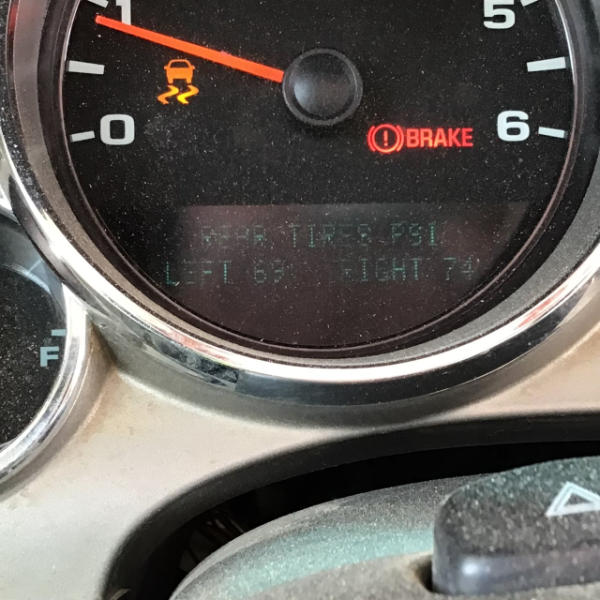 1
5
0
6
BRAKE
REAR TIRES PSI
LEFT 69 RIGHT 74
F